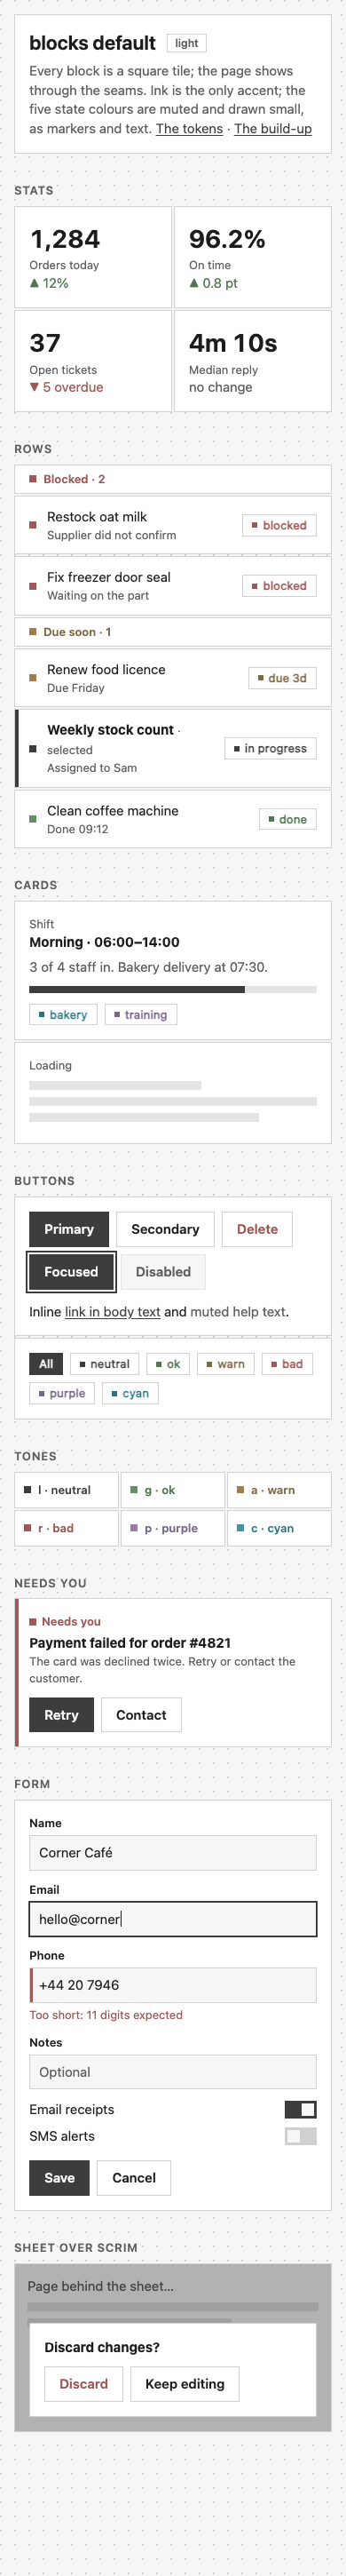 blocks default light
Every block is a square tile; the page shows
through the seams. Ink is the only accent; the
five state colours are muted and drawn small,
as markers and text. The tokens · The build-up
STATS
1,284
Orders today
▲ 12%
96.2%
On time
▲ 0.8 pt
37
Open tickets
▼ 5 overdue
4m 10s
Median reply
no change
ROWS
Blocked · 2
Restock oat milk
Supplier did not confirm
blocked
Fix freezer door seal
Waiting on the part
blocked
Due soon · 1
Renew food licence
Due Friday
due 3d
Weekly stock count ·
selected
Assigned to Sam
in progress
Clean coffee machine
Done 09:12
done
CARDS
Shift
Morning · 06:00–14:00
3 of 4 staff in. Bakery delivery at 07:30.
bakery training
Loading
BUTTONS
Primary Secondary Delete
Focused Disabled
Inline link in body text and muted help text.
All neutral ok warn bad
purple cyan
TONES
l · neutral g · ok a · warn
r · bad p · purple c · cyan
NEEDS YOU
Needs you
Payment failed for order #4821
The card was declined twice. Retry or contact the
customer.
Retry Contact
FORM
Name
Corner Café
Email
hello@corner
Phone
+44 20 7946
Too short: 11 digits expected
Notes
Optional
Email receipts
SMS alerts
Save Cancel
SHEET OVER SCRIM
Page behind the sheet…
Discard changes?
Discard Keep editing